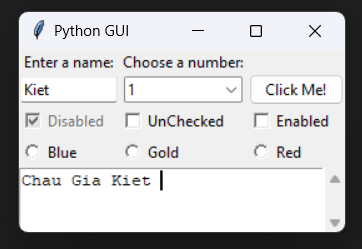 Python GUI
Enter a name: Choose a number:
Kiet 1 Click Me!
Disabled UnChecked Enabled
Blue Gold Red
Chau Gia Kiet